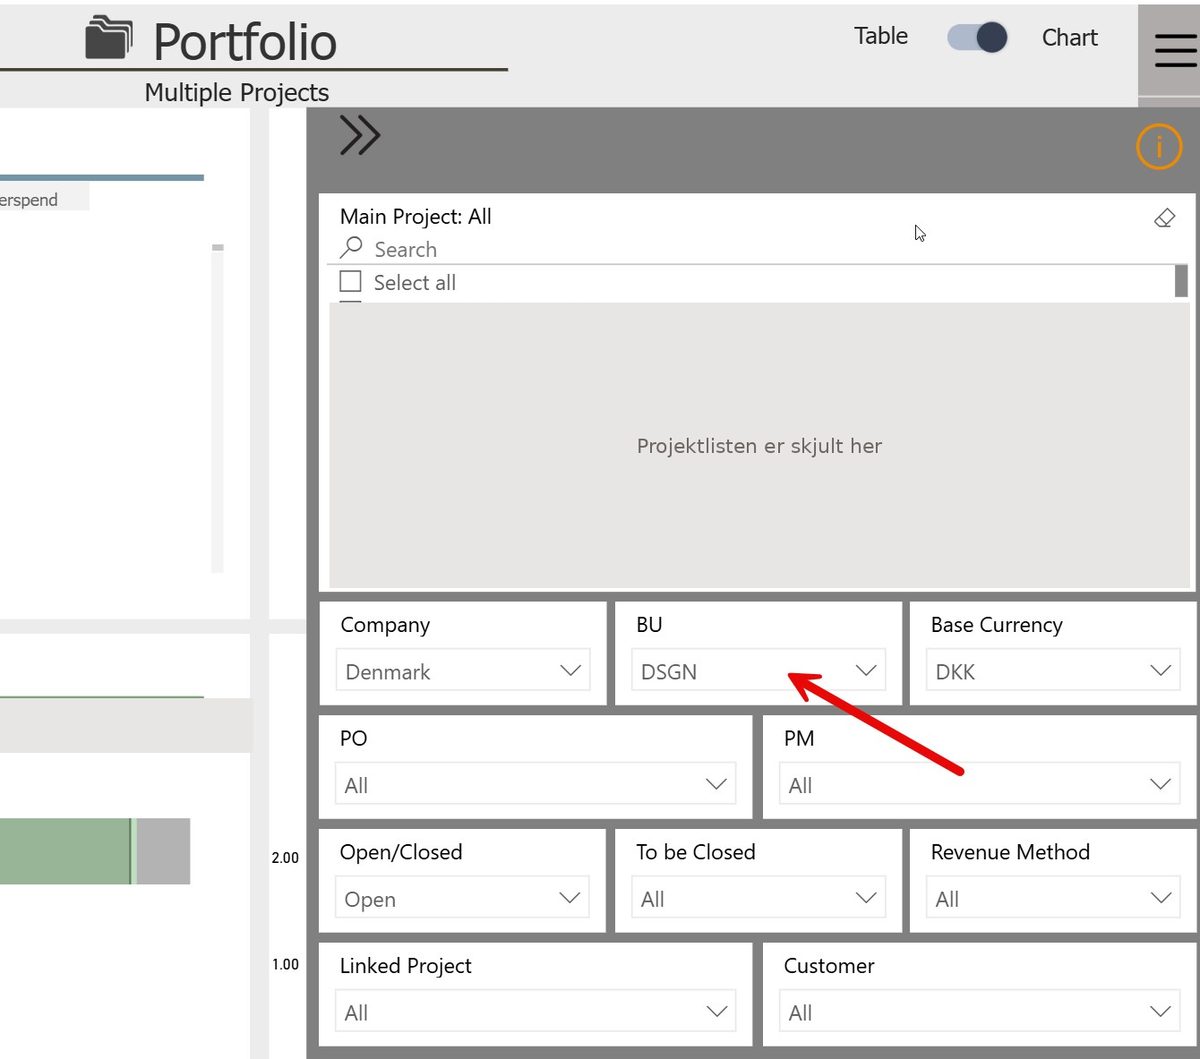 Portfolio
Table
Chart
Multiple Projects
erspend
i
Main Project: All
Search
Select all
Projektlisten er skjult her
Company
BU
Base Currency
Denmark
DSGN
DKK
PO
PM
All
All
2.00
Open/Closed
To be Closed
Revenue Method
Open
All
All
1.00
Linked Project
Customer
All
All